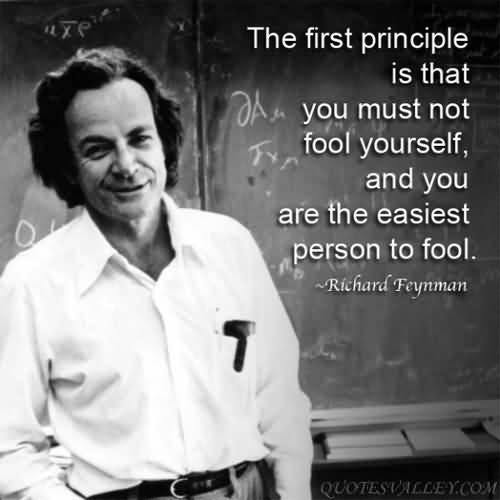 The first principle
is that
you must not
fool yourself,
and you
are the easiest
person to fool.
~Richard Feynman
QUOTESVALLEY.COM